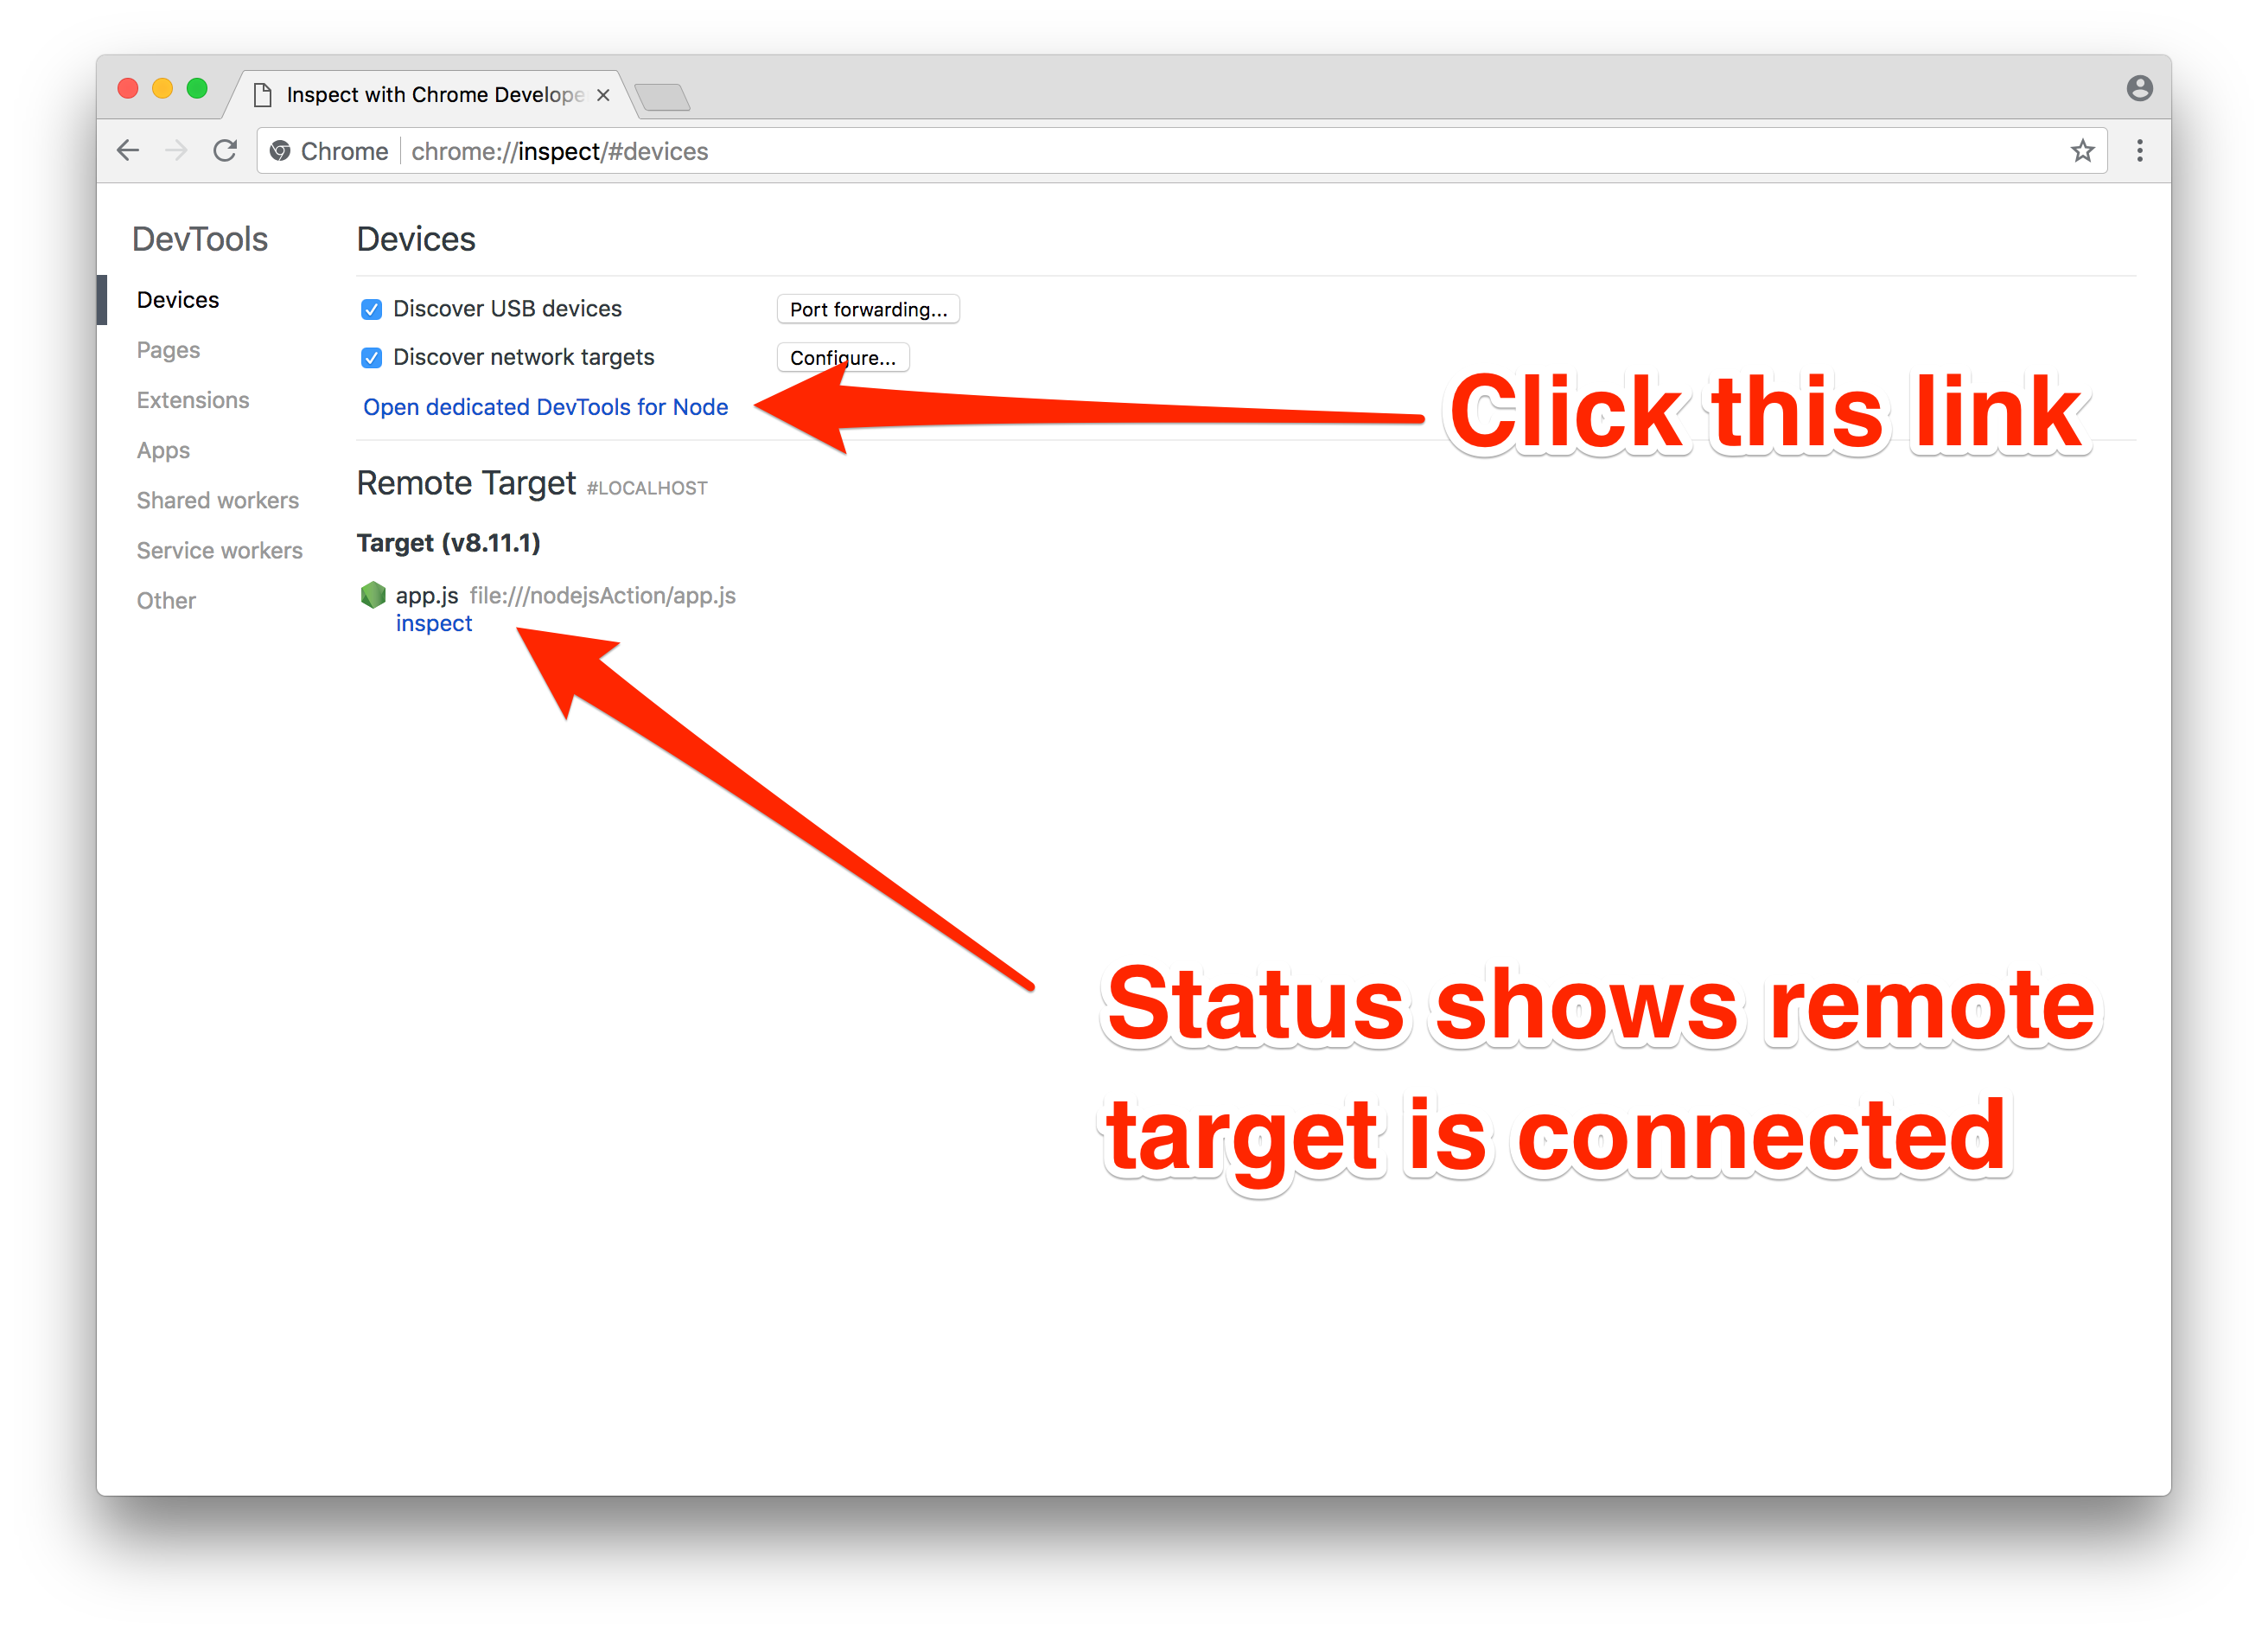 Inspect with Chrome Develope
Chrome chrome://inspect/#devices
DevTools
Devices
Pages
Extensions
Apps
Shared workers
Service workers
Other
Devices
Discover USB devices Port forwarding...
Discover network targets Configure...
Open dedicated DevTools for Node
Click this link
Remote Target #LOCALHOST
Target (v8.11.1)
app.js file:///nodejsAction/app.js
inspect
Status shows remote
target is connected